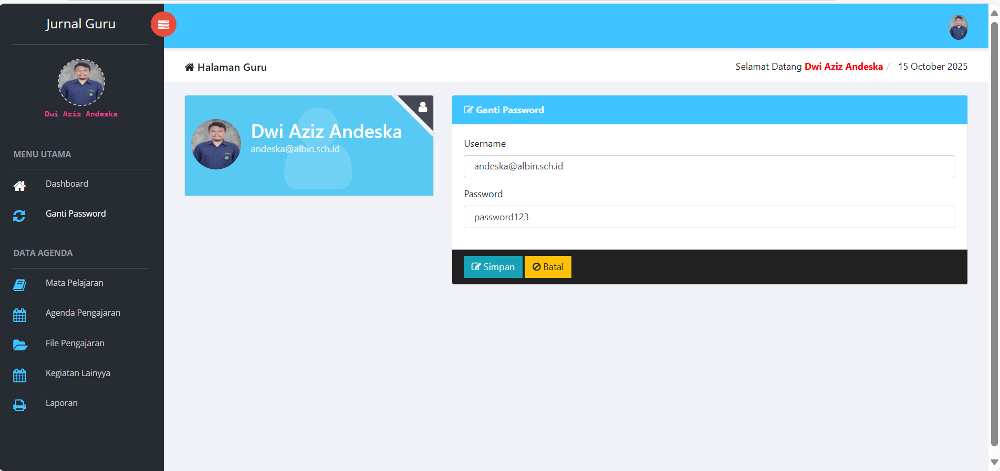 Jurnal Guru
Dwi Aziz Andeska
MENU UTAMA
Dashboard
Ganti Password
DATA AGENDA
Mata Pelajaran
Agenda Pengajaran
File Pengajaran
Kegiatan Lainyya
Laporan
Halaman Guru
Selamat Datang Dwi Aziz Andeska / 15 October 2025
Dwi Aziz Andeska
andeska@albin.sch.id
Ganti Password
Username
andeska@albin.sch.id
Password
password123
Simpan
Batal